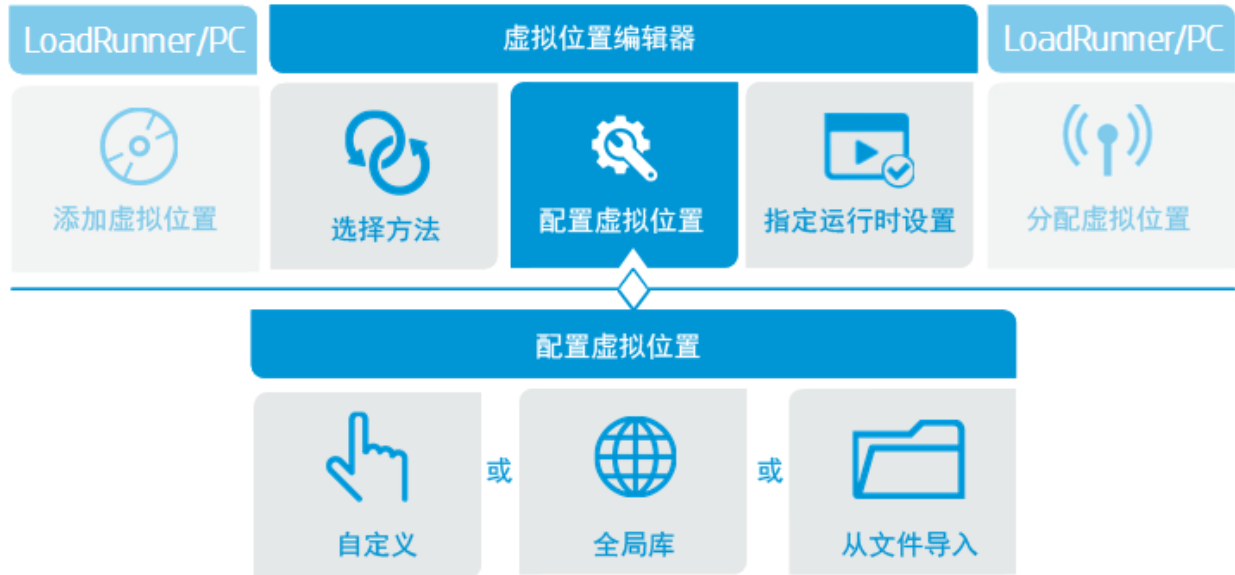 LoadRunner/PC
虚拟位置编辑器
LoadRunner/PC
添加虚拟位置
选择方法
配置虚拟位置
指定运行时设置
分配虚拟位置
配置虚拟位置
自定义
或
全局库
或
从文件导入